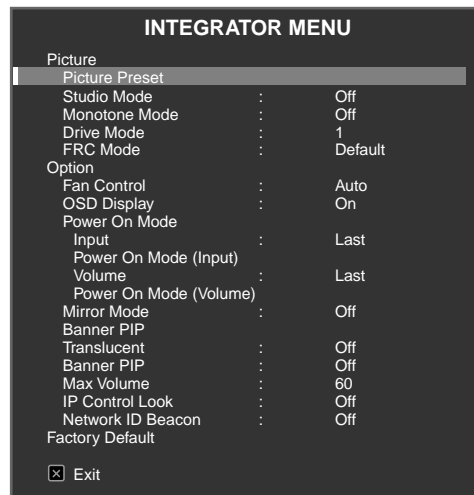 INTEGRATOR MENU
Picture
Picture Preset
Studio Mode : Off
Monotone Mode : Off
Drive Mode : 1
FRC Mode : Default
Option
Fan Control : Auto
OSD Display : On
Power On Mode
Input : Last
Power On Mode (Input)
Volume : Last
Power On Mode (Volume)
Mirror Mode : Off
Banner PIP
Translucent : Off
Banner PIP : Off
Max Volume : 60
IP Control Look : Off
Network ID Beacon : Off
Factory Default
× Exit